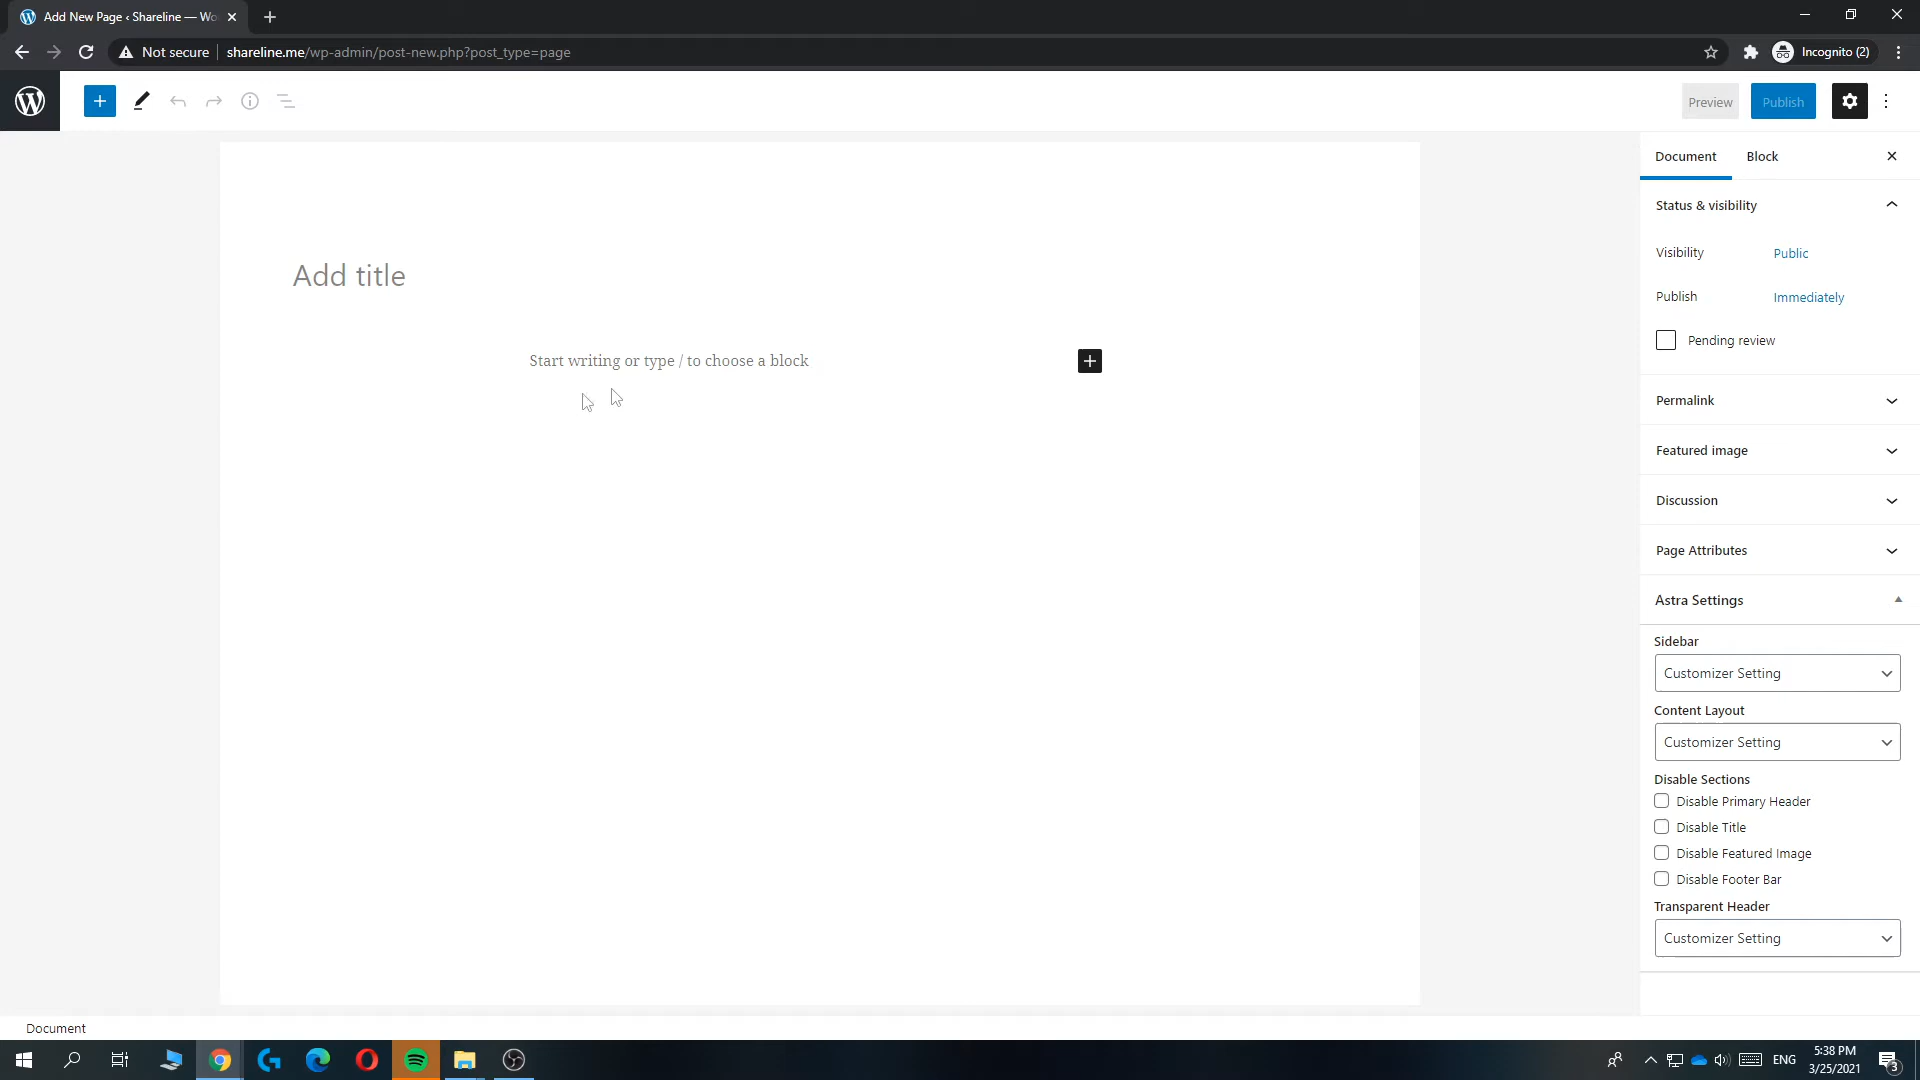 Add New Page ‹ Shareline — Wo
Not secure
shareline.me/wp-admin/post-new.php?post_type=page
Incognito (2)
Preview
Publish
Document
Block
Status & visibility
Visibility
Public
Publish
Immediately
Pending review
Add title
Start writing or type / to choose a block
Permalink
Featured image
Discussion
Page Attributes
Astra Settings
Sidebar
Customizer Setting
Content Layout
Customizer Setting
Disable Sections
Disable Primary Header
Disable Title
Disable Featured Image
Disable Footer Bar
Transparent Header
Customizer Setting
Document
ENG
5:38 PM
3/25/2021
3